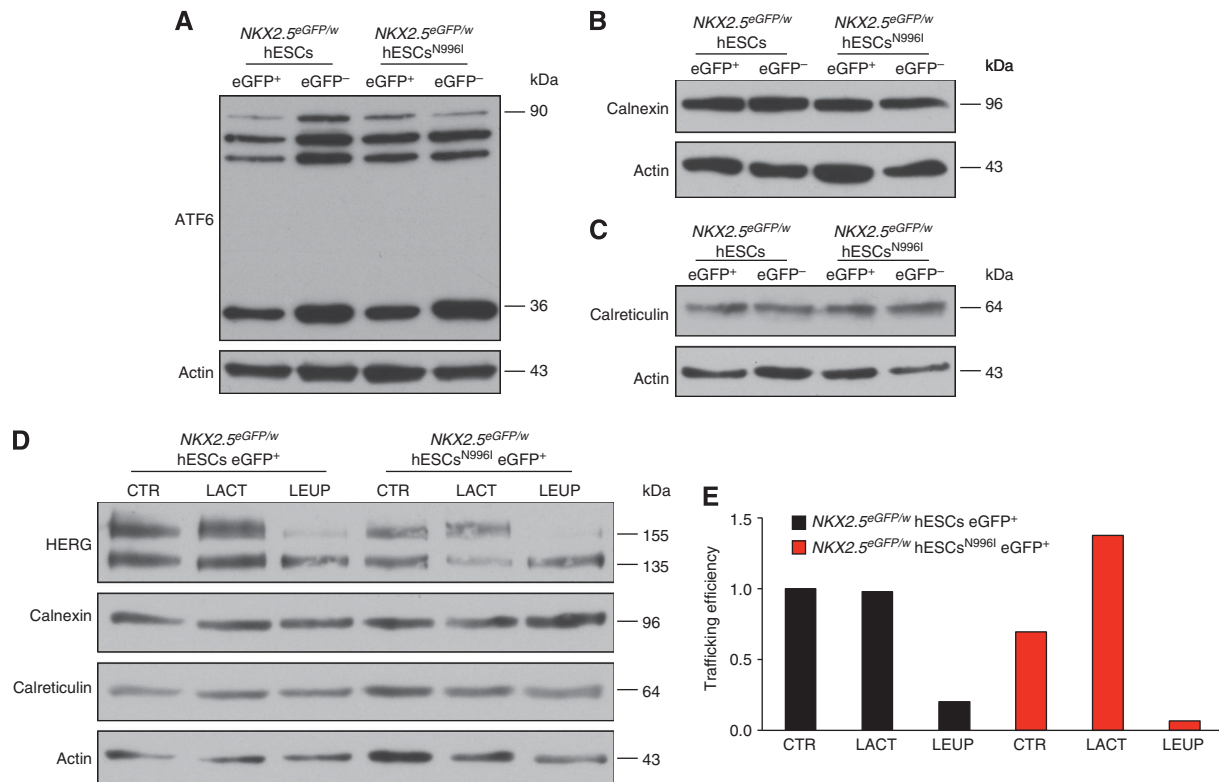 A
NKX2.5eGFP/w NKX2.5eGFP/w
hESCs hESCsN996I
eGFP+ eGFP– eGFP+ eGFP– kDa
90
ATF6
36
Actin 43
B
NKX2.5eGFP/w NKX2.5eGFP/w
hESCs hESCsN996I
eGFP+ eGFP– eGFP+ eGFP– kDa
Calnexin 96
Actin 43
C
NKX2.5eGFP/w NKX2.5eGFP/w
hESCs hESCsN996I
eGFP+ eGFP– eGFP+ eGFP– kDa
Calreticulin 64
Actin 43
D
NKX2.5eGFP/w NKX2.5eGFP/w
hESCs eGFP+ hESCsN996I eGFP+
CTR LACT LEUP CTR LACT LEUP kDa
HERG 155
135
Calnexin 96
Calreticulin 64
Actin 43
E
NKX2.5eGFP/w hESCs eGFP+
NKX2.5eGFP/w hESCsN996I eGFP+
Trafficking efficiency
1.5
1.0
0.5
0.0
CTR LACT LEUP CTR LACT LEUP